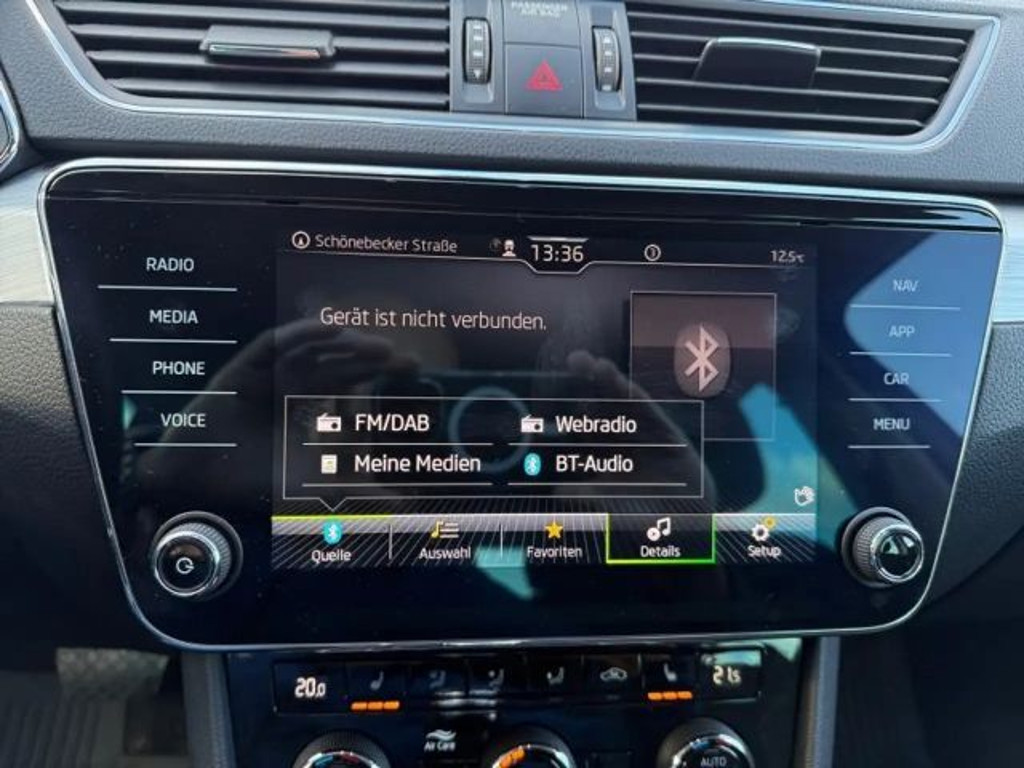 PASSENGER
AIR BAG
Schönebecker Straße 13:36 12.5°C
RADIO
MEDIA
PHONE
VOICE
Gerät ist nicht verbunden.
FM/DAB Webradio
Meine Medien BT-Audio
Quelle Auswahl Favoriten Details Setup
NAV
APP
CAR
MENU
20.0
Air Care
AUTO